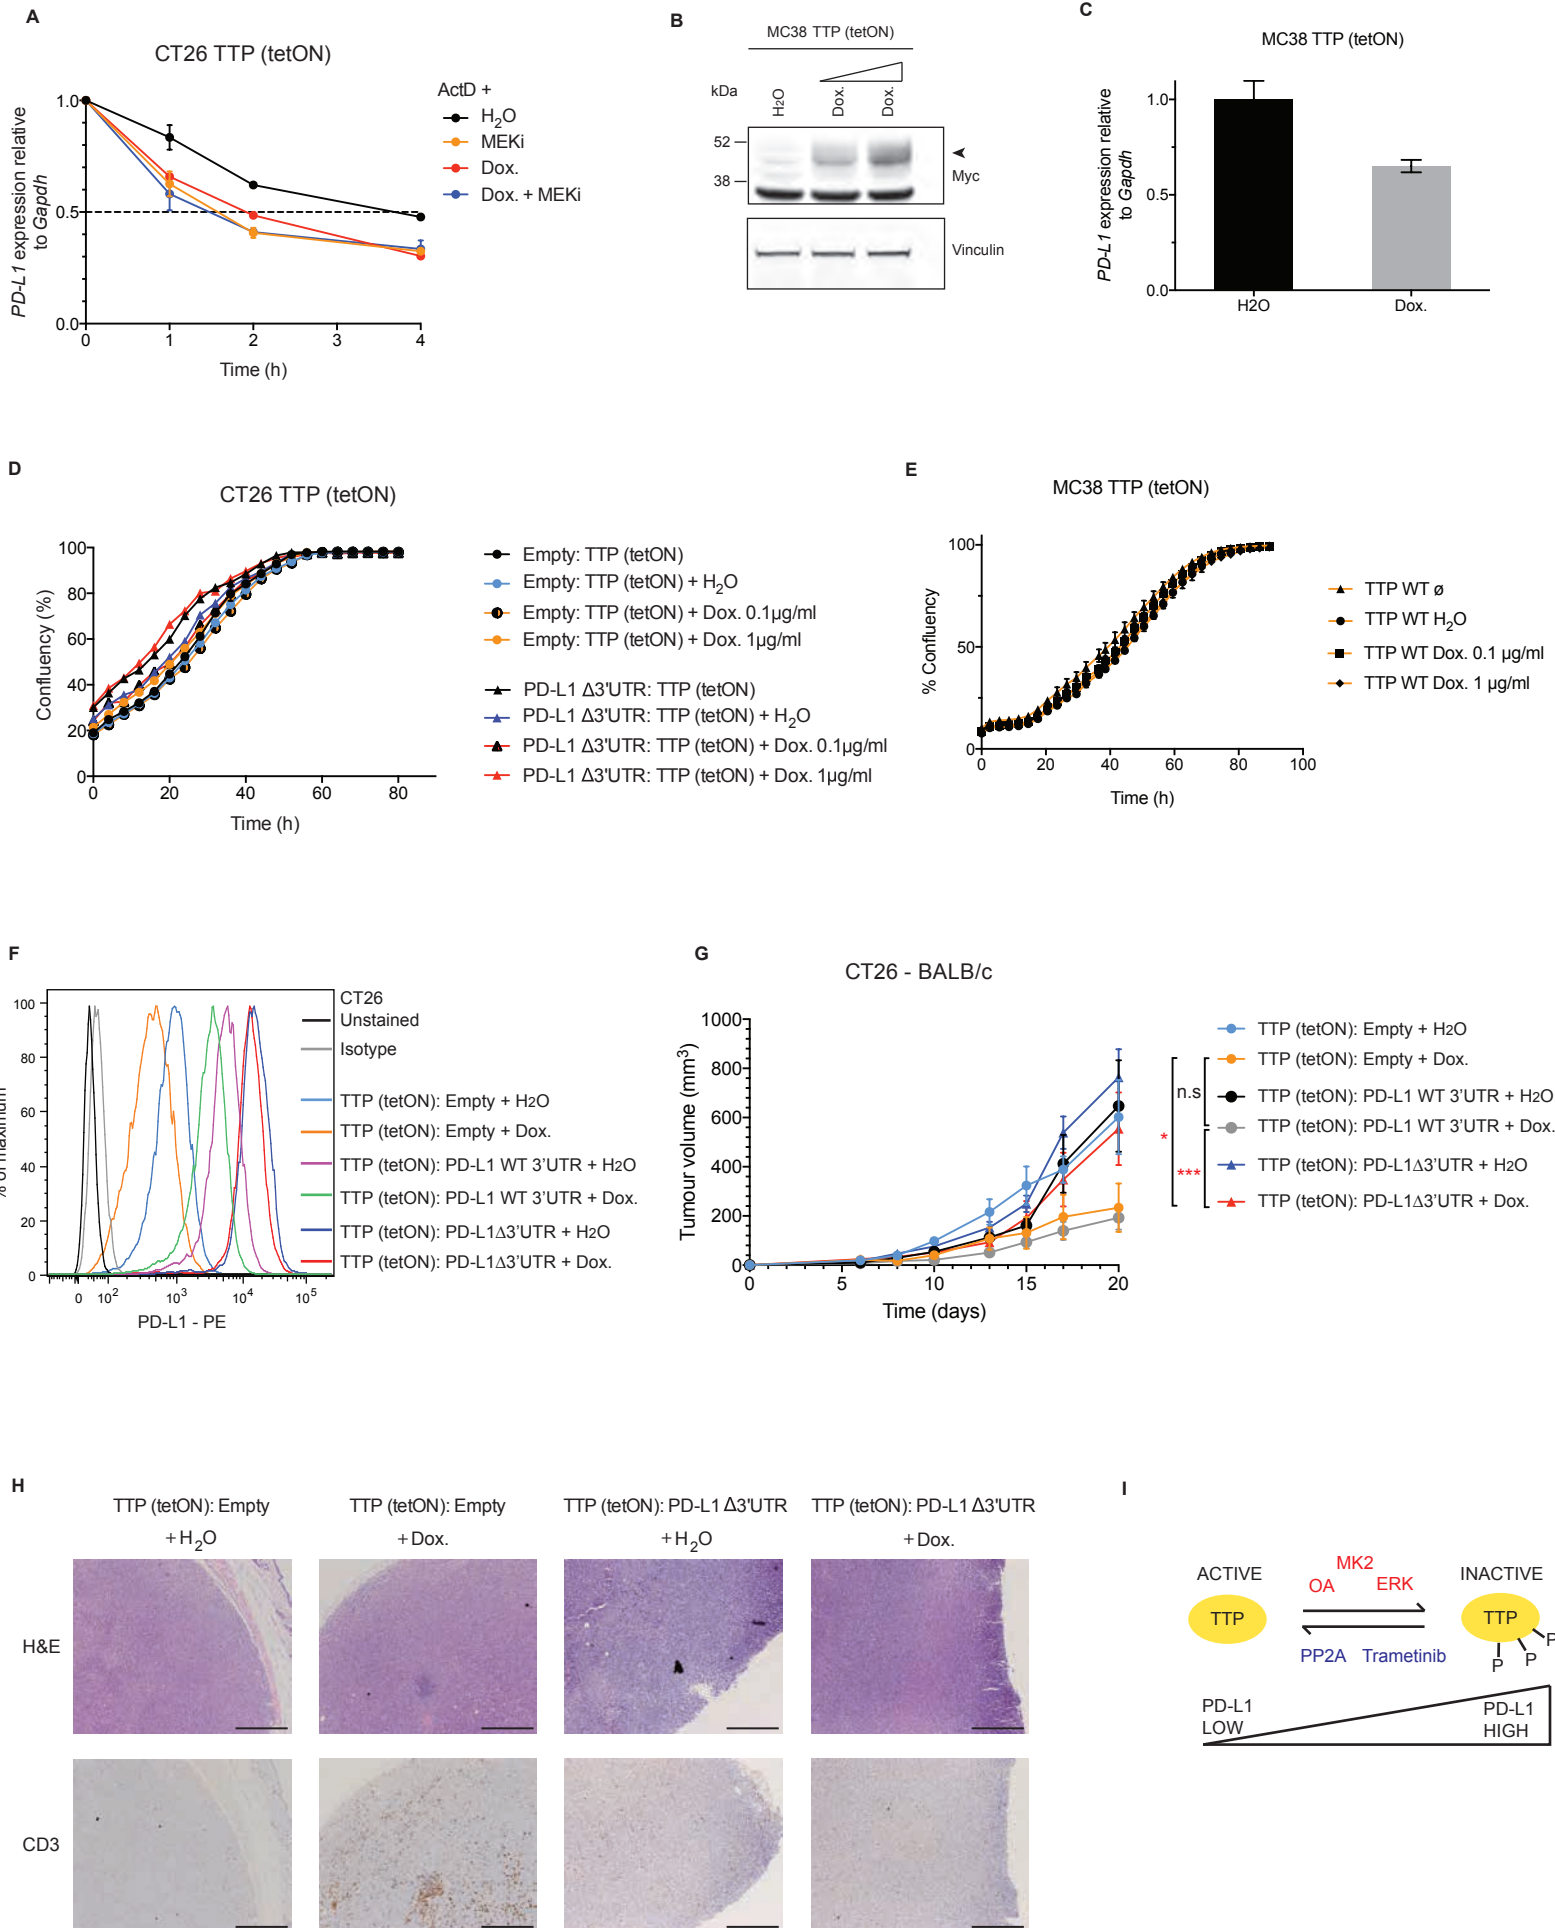 A
CT26 TTP (tetON)
PD-L1 expression relative
to Gapdh
1.0
0.5
0.0
0
1
2
3
4
Time (h)
ActD +
H2O
MEKi
Dox.
Dox. + MEKi
B
MC38 TTP (tetON)
kDa
H2O
Dox.
Dox.
52
38
Myc
Vinculin
C
MC38 TTP (tetON)
PD-L1 expression relative
to Gapdh
1.0
0.5
0.0
H2O
Dox.
D
CT26 TTP (tetON)
Confluency (%)
100
80
60
40
20
0
0
20
40
60
80
Time (h)
Empty: TTP (tetON)
Empty: TTP (tetON) + H2O
Empty: TTP (tetON) + Dox. 0.1µg/ml
Empty: TTP (tetON) + Dox. 1µg/ml
PD-L1 Δ3'UTR: TTP (tetON)
PD-L1 Δ3'UTR: TTP (tetON) + H2O
PD-L1 Δ3'UTR: TTP (tetON) + Dox. 0.1µg/ml
PD-L1 Δ3'UTR: TTP (tetON) + Dox. 1µg/ml
E
MC38 TTP (tetON)
% Confluency
100
50
0
0
20
40
60
80
100
Time (h)
TTP WT ø
TTP WT H2O
TTP WT Dox. 0.1 µg/ml
TTP WT Dox. 1 µg/ml
F
% of maximum
100
80
60
40
20
0
0
10^2
10^3
10^4
10^5
PD-L1 - PE
CT26
Unstained
Isotype
TTP (tetON): Empty + H2O
TTP (tetON): Empty + Dox.
TTP (tetON): PD-L1 WT 3'UTR + H2O
TTP (tetON): PD-L1 WT 3'UTR + Dox.
TTP (tetON): PD-L1Δ3'UTR + H2O
TTP (tetON): PD-L1Δ3'UTR + Dox.
G
CT26 - BALB/c
Tumour volume (mm³)
1000
800
600
400
200
0
0
5
10
15
20
Time (days)
*
n.s
***
TTP (tetON): Empty + H2O
TTP (tetON): Empty + Dox.
TTP (tetON): PD-L1 WT 3'UTR + H2O
TTP (tetON): PD-L1 WT 3'UTR + Dox.
TTP (tetON): PD-L1Δ3'UTR + H2O
TTP (tetON): PD-L1Δ3'UTR + Dox.
H
TTP (tetON): Empty
+H2O
TTP (tetON): Empty
+Dox.
TTP (tetON): PD-L1 Δ3'UTR
+H2O
TTP (tetON): PD-L1 Δ3'UTR
+Dox.
H&E
CD3
I
ACTIVE
TTP
MK2
OA
ERK
PP2A
Trametinib
INACTIVE
TTP
P
P
P
PD-L1
LOW
PD-L1
HIGH